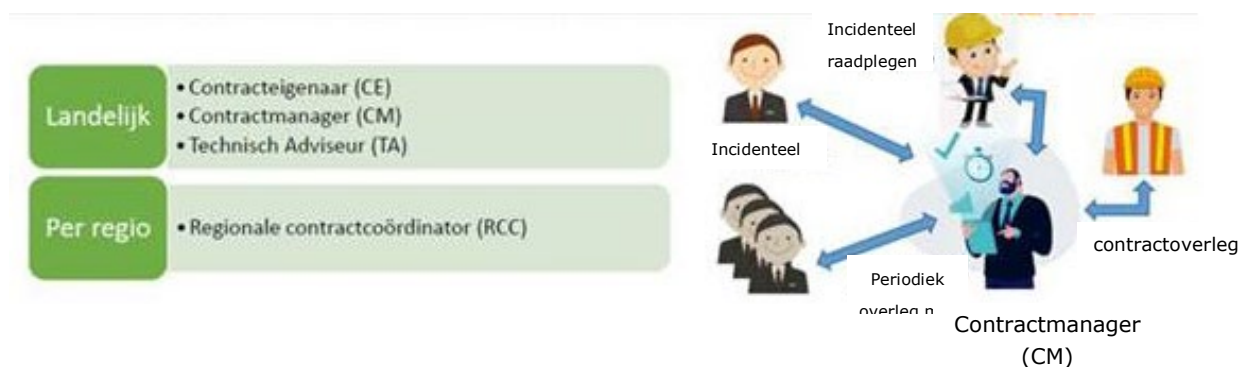 Landelijk
• Contracteigenaar (CE)
• Contractmanager (CM)
• Technisch Adviseur (TA)
Per regio
• Regionale contractcoördinator (RCC)
Incidenteel
raadplegen
Incidenteel
contractoverleg
Periodiek
overleg
Contractmanager
(CM)